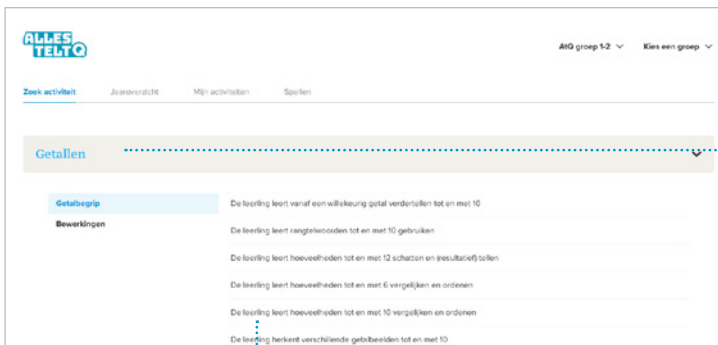 ALLES
TELT Q
AtQ groep 1-2
Kies een groep
Zoek activiteit
Jaaroverzicht
Mijn activiteiten
Spellen
Getallen
Getalbegrip
Bewerkingen
De leerling leert vanaf een willekeurig getal verdertellen tot en met 10
De leerling leert rangtelwoorden tot en met 10 gebruiken
De leerling leert hoeveelheden tot en met 12 schatten en (resultatief) tellen
De leerling leert hoeveelheden tot en met 6 vergelijken en ordenen
De leerling leert hoeveelheden tot en met 10 vergelijken en ordenen
De leerling herkent verschillende getalbeelden tot en met 10